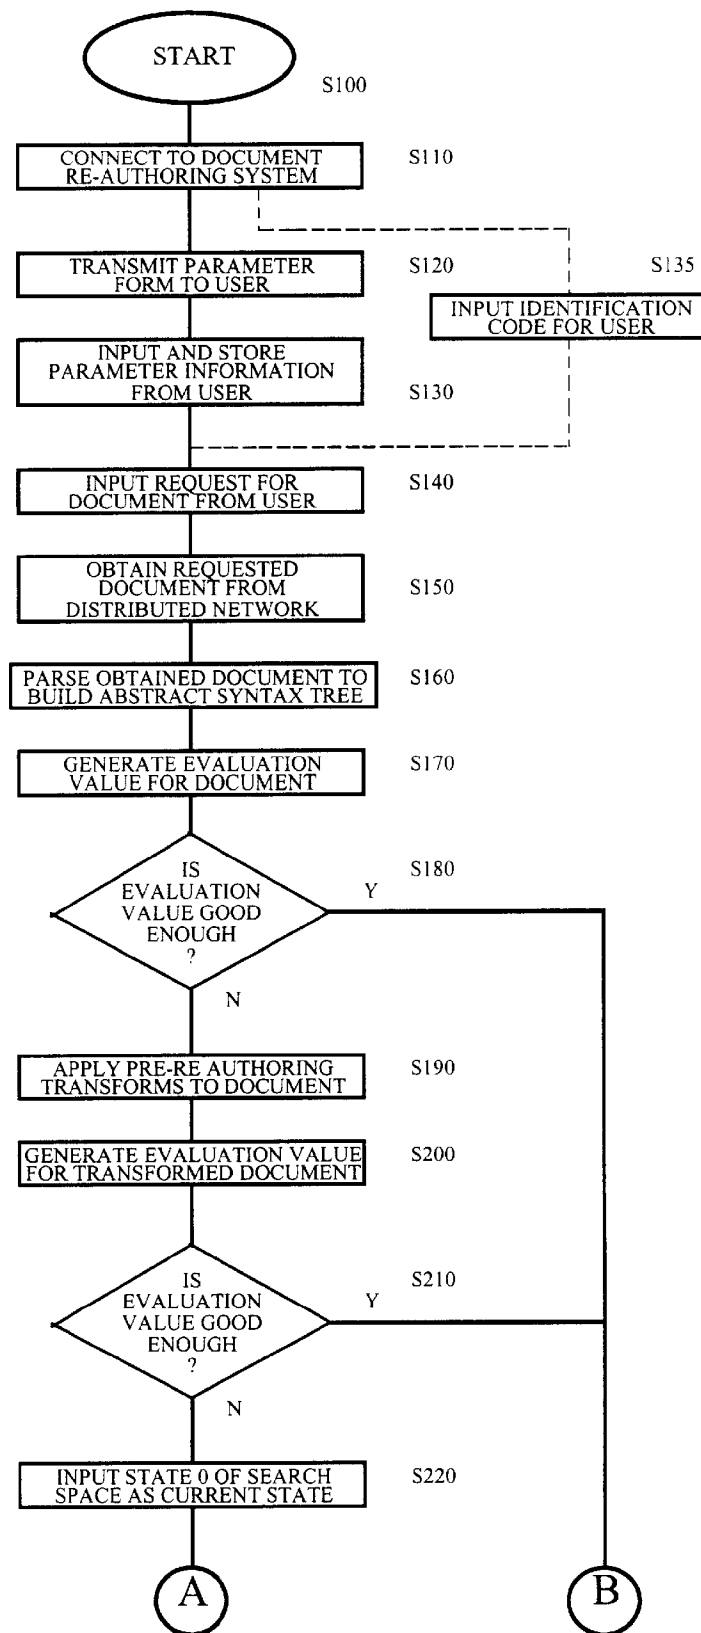 START
S100
CONNECT TO DOCUMENT
RE-AUTHORING SYSTEM
S110
TRANSMIT PARAMETER
FORM TO USER
S120
S135
INPUT IDENTIFICATION
CODE FOR USER
INPUT AND STORE
PARAMETER INFORMATION
FROM USER
S130
INPUT REQUEST FOR
DOCUMENT FROM USER
S140
OBTAIN REQUESTED
DOCUMENT FROM
DISTRIBUTED NETWORK
S150
PARSE OBTAINED DOCUMENT TO
BUILD ABSTRACT SYNTAX TREE
S160
GENERATE EVALUATION
VALUE FOR DOCUMENT
S170
IS
EVALUATION
VALUE GOOD
ENOUGH
?
S180
Y
N
APPLY PRE-RE AUTHORING
TRANSFORMS TO DOCUMENT
S190
GENERATE EVALUATION VALUE
FOR TRANSFORMED DOCUMENT
S200
IS
EVALUATION
VALUE GOOD
ENOUGH
?
S210
Y
N
INPUT STATE 0 OF SEARCH
SPACE AS CURRENT STATE
S220
A
B